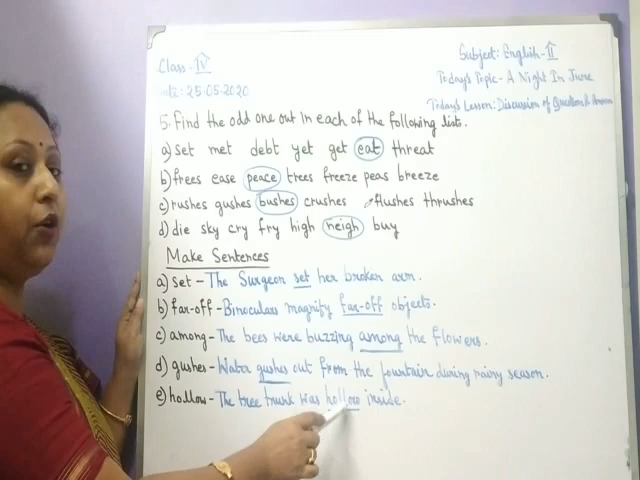 Class - IV
Subject: English - II
25.05.2020
Today's Topic - A Night In June
Today's Lesson: Discussion of Question & Answer
5. Find the odd one out in each of the following lists.
a) set met debt yet get eat threat
b) frees ease peace trees freeze peas breeze
c) rushes gushes bushes crushes flushes thrushes
d) die sky cry fry high neigh buy
Make Sentences
a) set - The Surgeon set her broken arm.
b) far-off - Binoculars magnify far-off objects.
c) among - The bees were buzzing among the flowers.
d) gushes - Water gushes out from the fountain during rainy season.
e) hollow - The tree trunk was hollow inside.